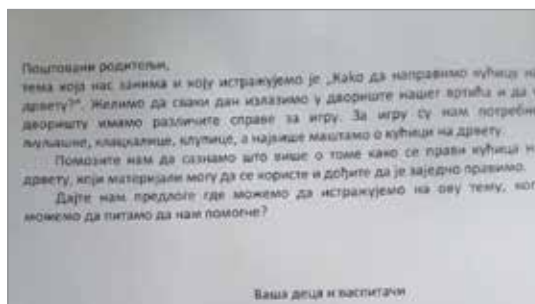 Поштовани родитељи,
тема која нас занима и коју истражујемо је „Како да направимо кућицу на
дрвету?“. Желимо да сваки дан излазимо у двориште нашег вртића и да у
дворишту имамо различите справе за игру. За игру су нам потребне
љуљашке, клацкалице, клупице, а највише маштамо о кућици на дрвету.
Помозите нам да сазнамо што више о томе како се прави кућица на
дрвету, који материјали могу да се користе и дођите да је заједно правимо.
Дајте нам предлоге где можемо да истражујемо на ову тему, ког
можемо да питамо да нам помогне?
Ваша деца и васпитачи